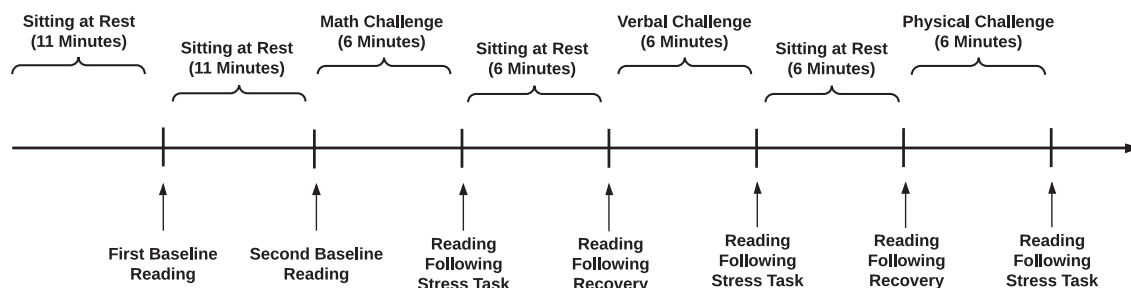 Sitting at Rest
(11 Minutes)
Sitting at Rest
(11 Minutes)
Math Challenge
(6 Minutes)
Sitting at Rest
(6 Minutes)
Verbal Challenge
(6 Minutes)
Sitting at Rest
(6 Minutes)
Physical Challenge
(6 Minutes)
First Baseline
Reading
Second Baseline
Reading
Reading
Following
Stress Task
Reading
Following
Recovery
Reading
Following
Stress Task
Reading
Following
Recovery
Reading
Following
Stress Task